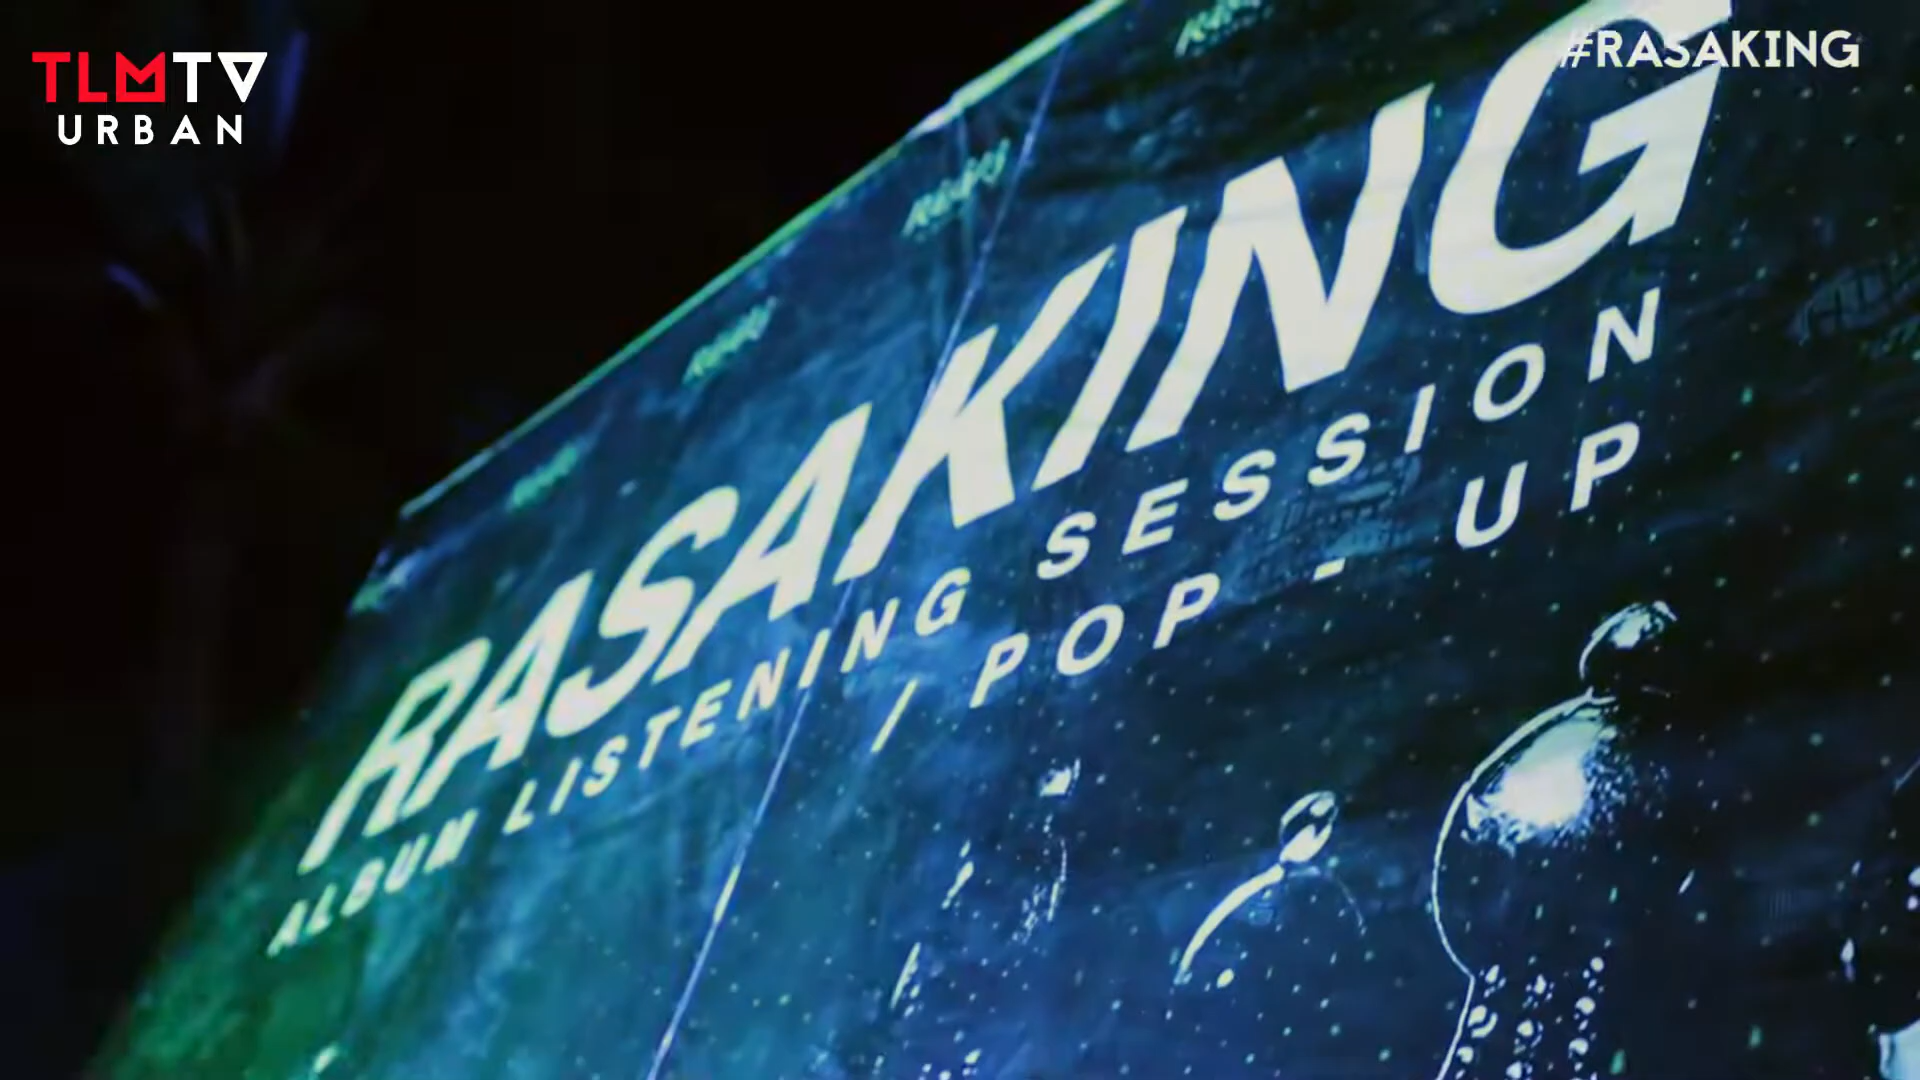 TLMTV
URBAN
#RASAKING
RASAKING
ALBUM LISTENING SESSION
/ POP - UP